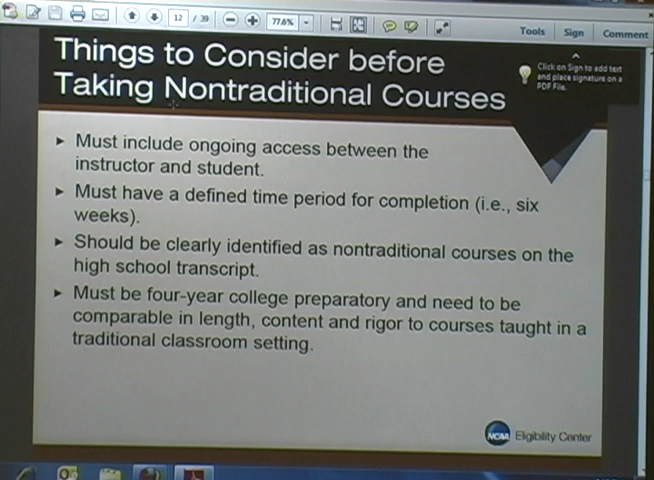 12 / 39
77.6%
Tools
Sign
Comment
Click on Sign to add text
and place signature on a
PDF File.
Things to Consider before
Taking Nontraditional Courses
► Must include ongoing access between the
instructor and student.
► Must have a defined time period for completion (i.e., six
weeks).
► Should be clearly identified as nontraditional courses on the
high school transcript.
► Must be four-year college preparatory and need to be
comparable in length, content and rigor to courses taught in a
traditional classroom setting.
NCAA Eligibility Center